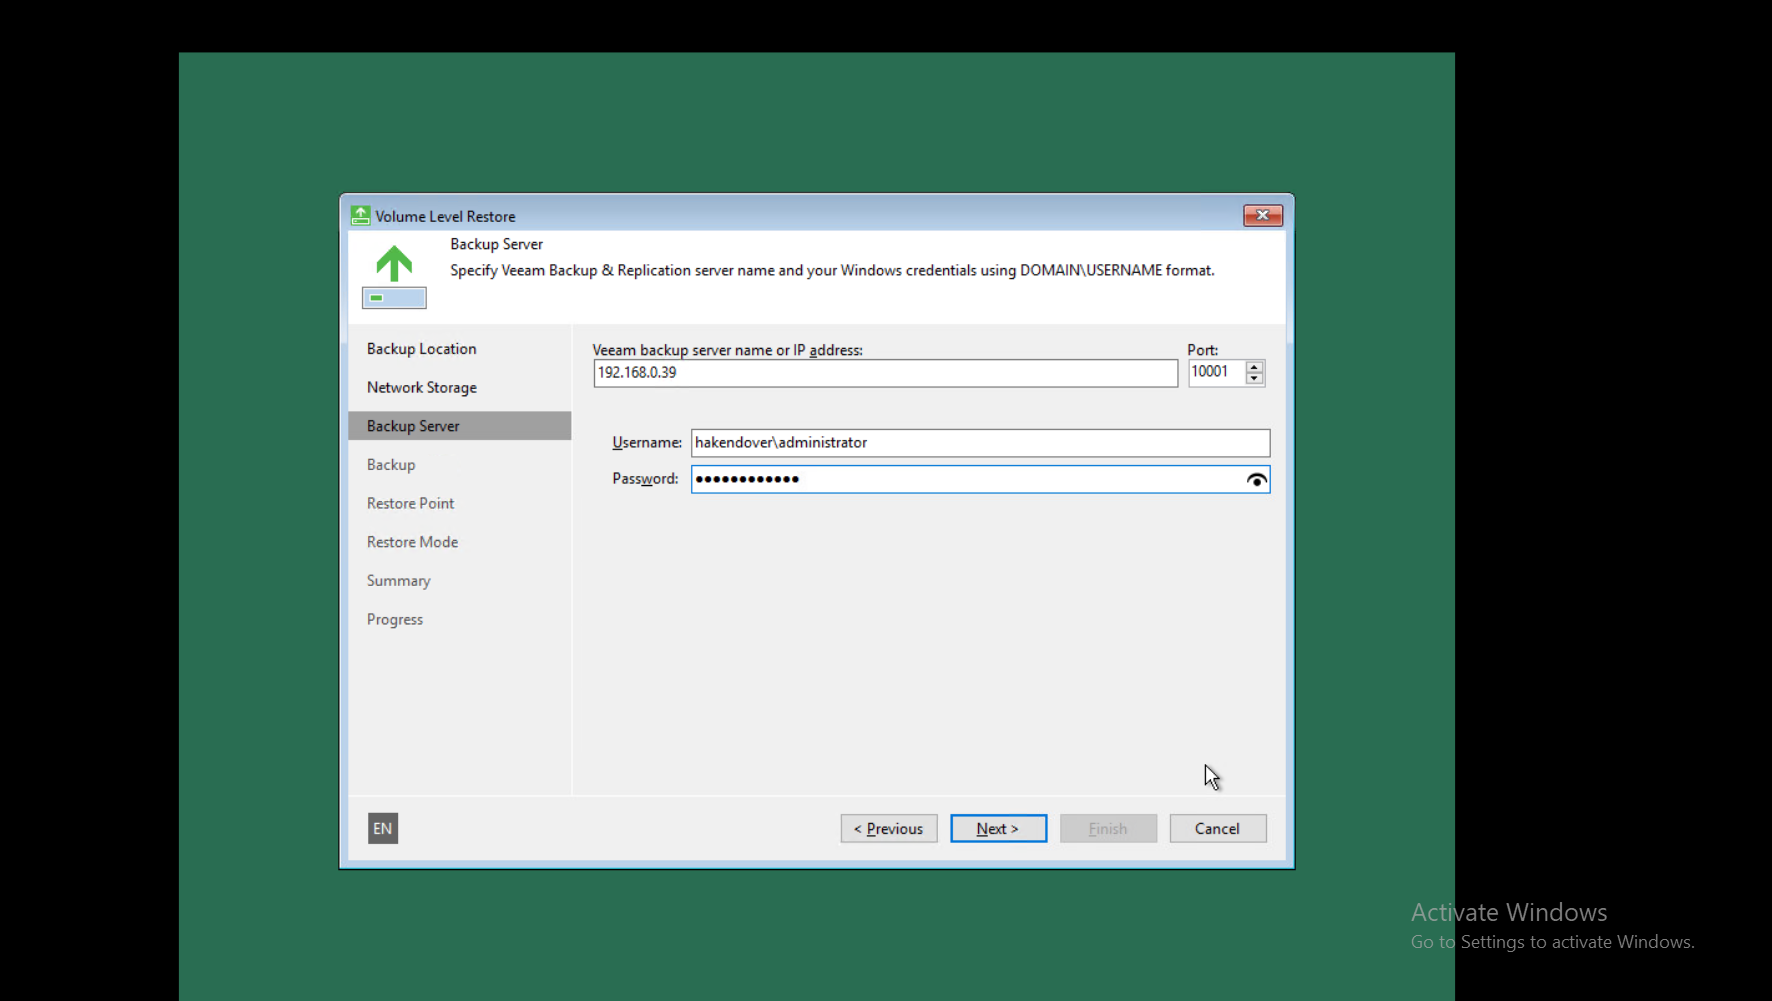 Volume Level Restore
Backup Server
Specify Veeam Backup & Replication server name and your Windows credentials using DOMAIN\USERNAME format.
Backup Location
Network Storage
Backup Server
Backup
Restore Point
Restore Mode
Summary
Progress
Veeam backup server name or IP address:
Port:
192.168.0.39
10001
Username:
hakendover\administrator
Password:
••••••••••••
EN
< Previous
Next >
Finish
Cancel
Activate Windows
Go to Settings to activate Windows.